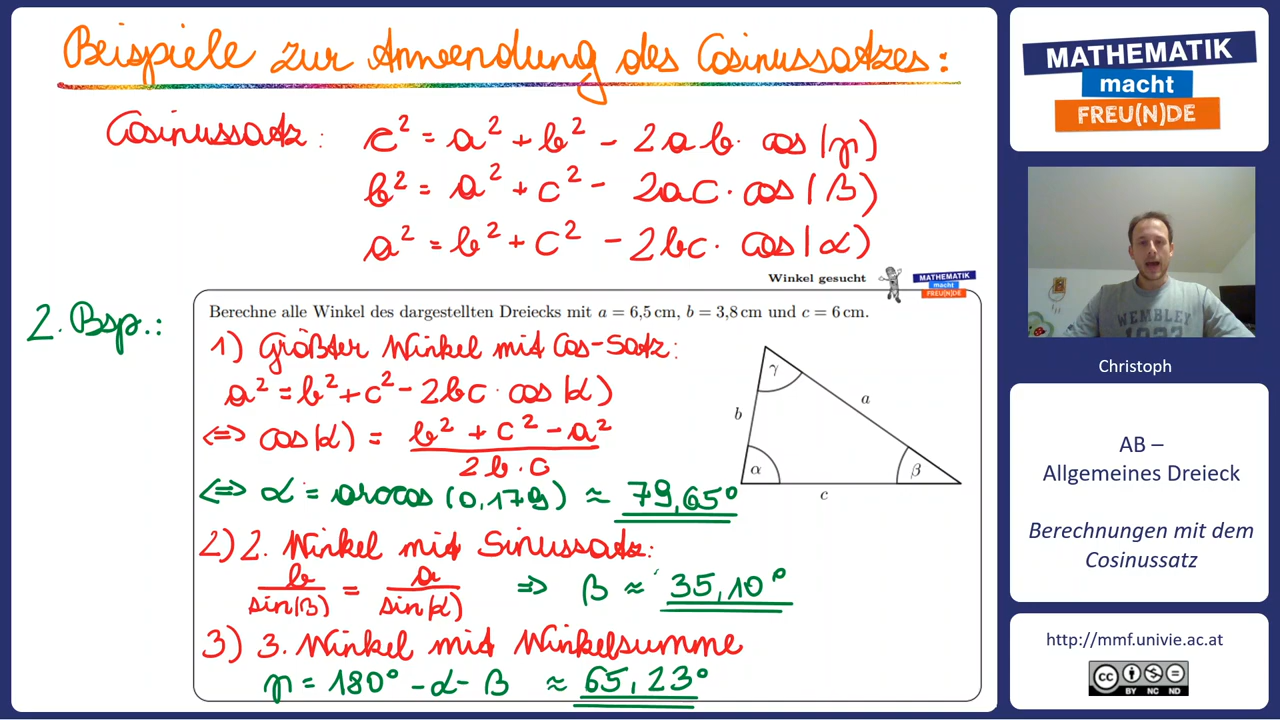 Beispiele zur Anwendung des Cosinussatzes:
Cosinussatz: c² = a² + b² - 2ab · cos(γ)
b² = a² + c² - 2ac · cos(β)
a² = b² + c² - 2bc · cos(α)
Winkel gesucht
MATHEMATIK
macht
FREU(N)DE
2. Bsp.:
Berechne alle Winkel des dargestellten Dreiecks mit a = 6,5 cm, b = 3,8 cm und c = 6 cm.
1) Größter Winkel mit Cos-Satz:
a² = b² + c² - 2bc · cos(α)
⇔ cos(α) = (b² + c² - a²) / (2b · c)
⇔ α = arccos(0,179) ≈ 79,65°
2) 2. Winkel mit Sinussatz:
b / sin(β) = a / sin(α) ⇒ β ≈ 35,10°
3) 3. Winkel mit Winkelsumme
γ = 180° - α - β ≈ 65,23°
γ
a
b
α
β
c
MATHEMATIK
macht
FREU(N)DE
WEMBLEY
Christoph
AB –
Allgemeines Dreieck
Berechnungen mit dem
Cosinussatz
http://mmf.univie.ac.at
cc
BY NC ND